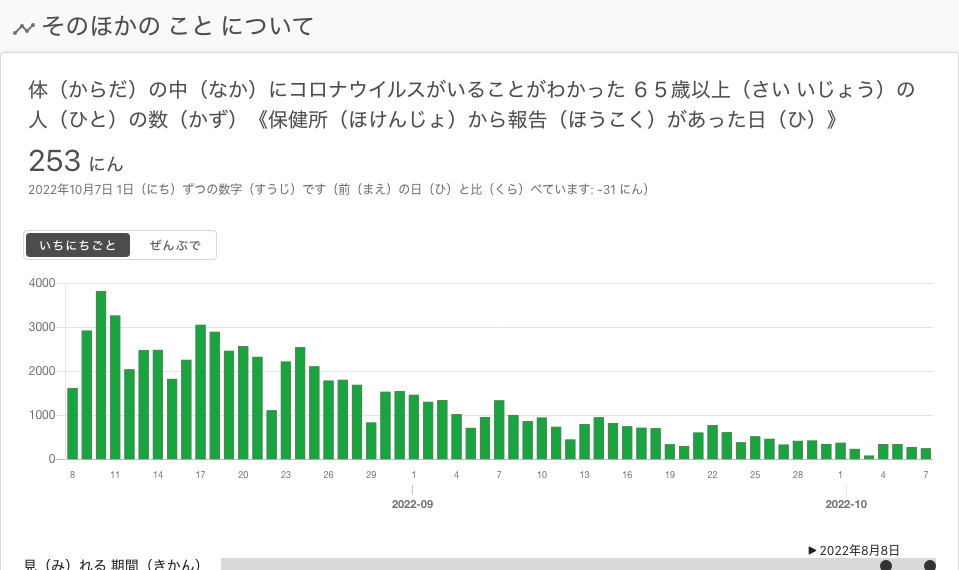 そのほかの こと について
体（からだ）の中（なか）にコロナウイルスがいることがわかった ６５歳以上（さい いじょう）の
人（ひと）の数（かず）《保健所（ほけんじょ）から報告（ほうこく）があった日（ひ）》
253 にん
2022年10月7日 1日（にち）ずつの数字（すうじ）です（前（まえ）の日（ひ）と比（くら）べています: -31 にん）
いちにちごと ぜんぶで
4000
3000
2000
1000
0
8 11 14 17 20 23 26 29 1 4 7 10 13 16 19 22 25 28 1 4 7
2022-09 2022-10
▶ 2022年8月8日
見（み）れる 期間（きかん）